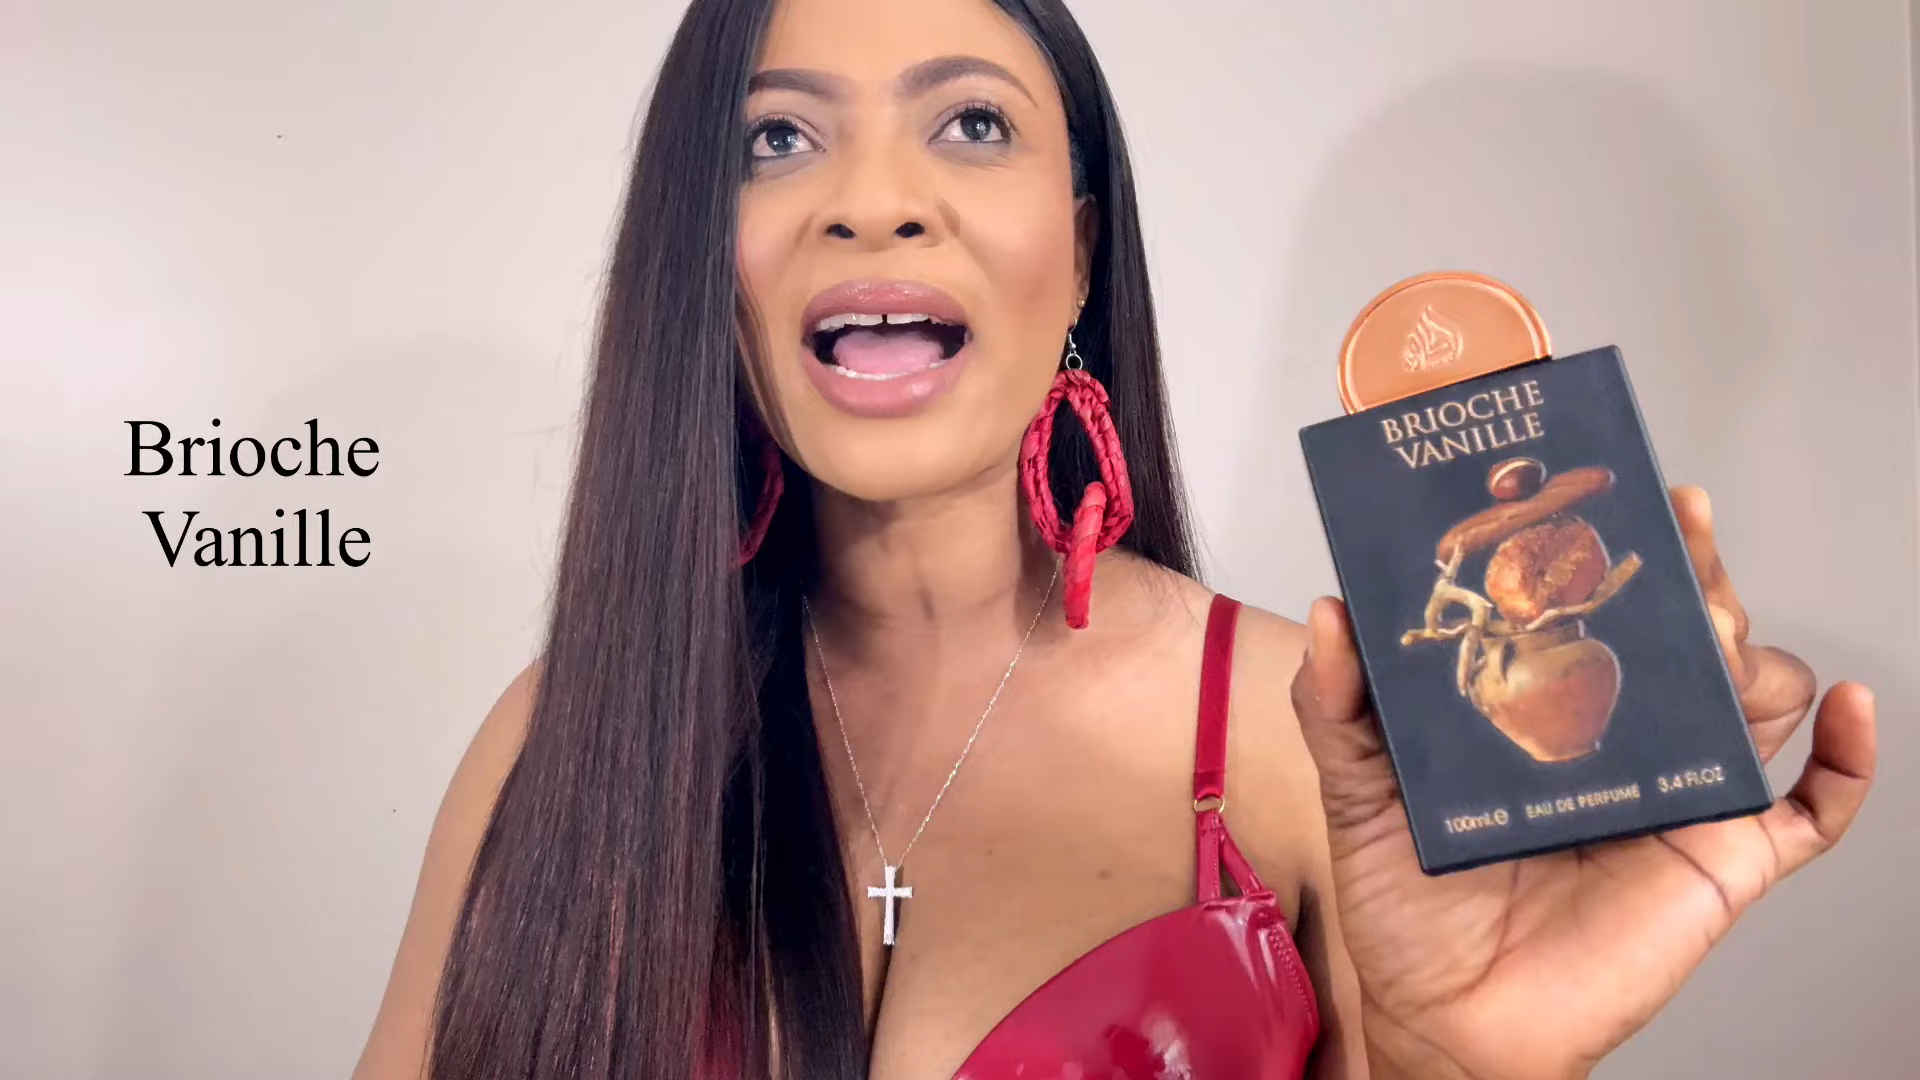 Brioche
Vanille
BRIOCHE
VANILLE
100ml.e EAU DE PERFUME 3.4 FL.OZ